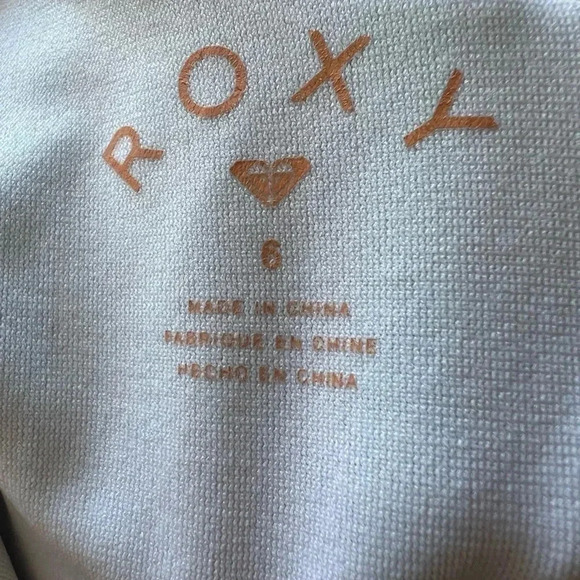 ROXY
6
MADE IN CHINA
FABRIQUE EN CHINE
HECHO EN CHINA